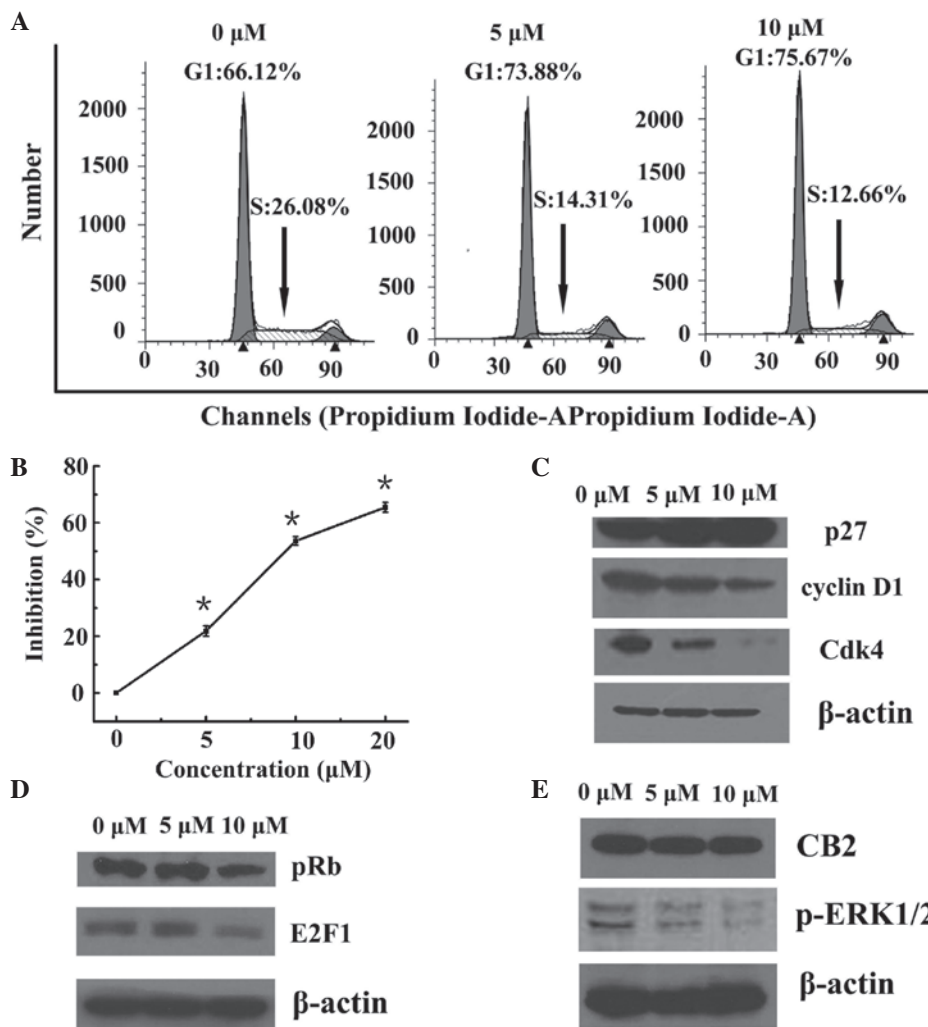 A
0 μM
5 μM
10 μM
G1:66.12%
G1:73.88%
G1:75.67%
S:26.08%
S:14.31%
S:12.66%
Number
2000
1500
1000
500
0
0
30
60
90
2000
1500
1000
500
0
0
30
60
90
2000
1500
1000
500
0
0
30
60
90
Channels (Propidium Iodide-APropidium Iodide-A)
B
Inhibition (%)
80
60
40
20
0
*
*
*
0
5
10
20
Concentration (μM)
C
0 μM 5 μM 10 μM
p27
cyclin D1
Cdk4
β-actin
D
0 μM 5 μM 10 μM
pRb
E2F1
β-actin
E
0 μM 5 μM 10 μM
CB2
p-ERK1/2
β-actin